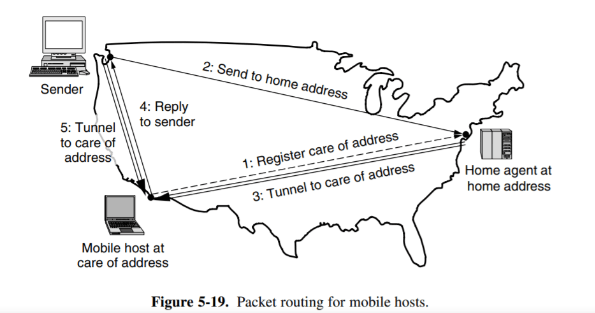 Sender
2: Send to home address
4: Reply
to sender
5: Tunnel
to care of
address
1: Register care of address
3: Tunnel to care of address
Home agent at
home address
Mobile host at
care of address
Figure 5-19. Packet routing for mobile hosts.